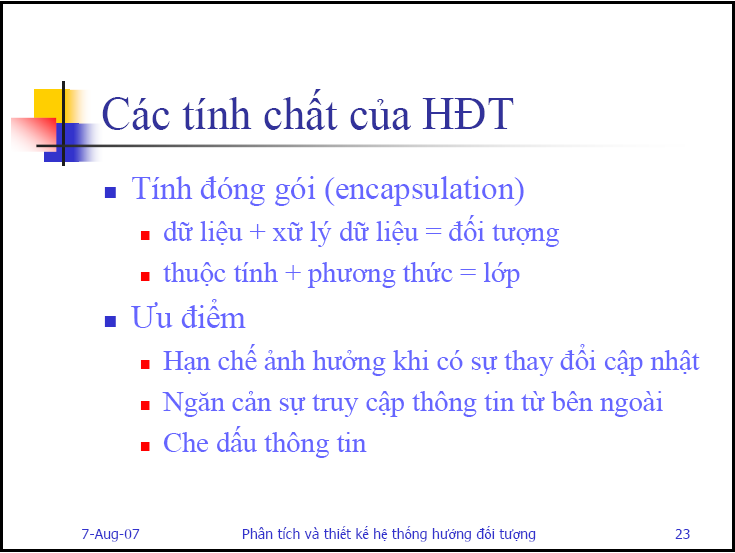 Các tính chất của HĐT
Tính đóng gói (encapsulation)
dữ liệu + xữ lý dữ liệu = đối tượng
thuộc tính + phương thức = lớp
Ưu điểm
Hạn chế ảnh hưởng khi có sự thay đổi cập nhật
Ngăn cản sự truy cập thông tin từ bên ngoài
Che dấu thông tin
7-Aug-07 Phân tích và thiết kế hệ thống hướng đối tượng 23